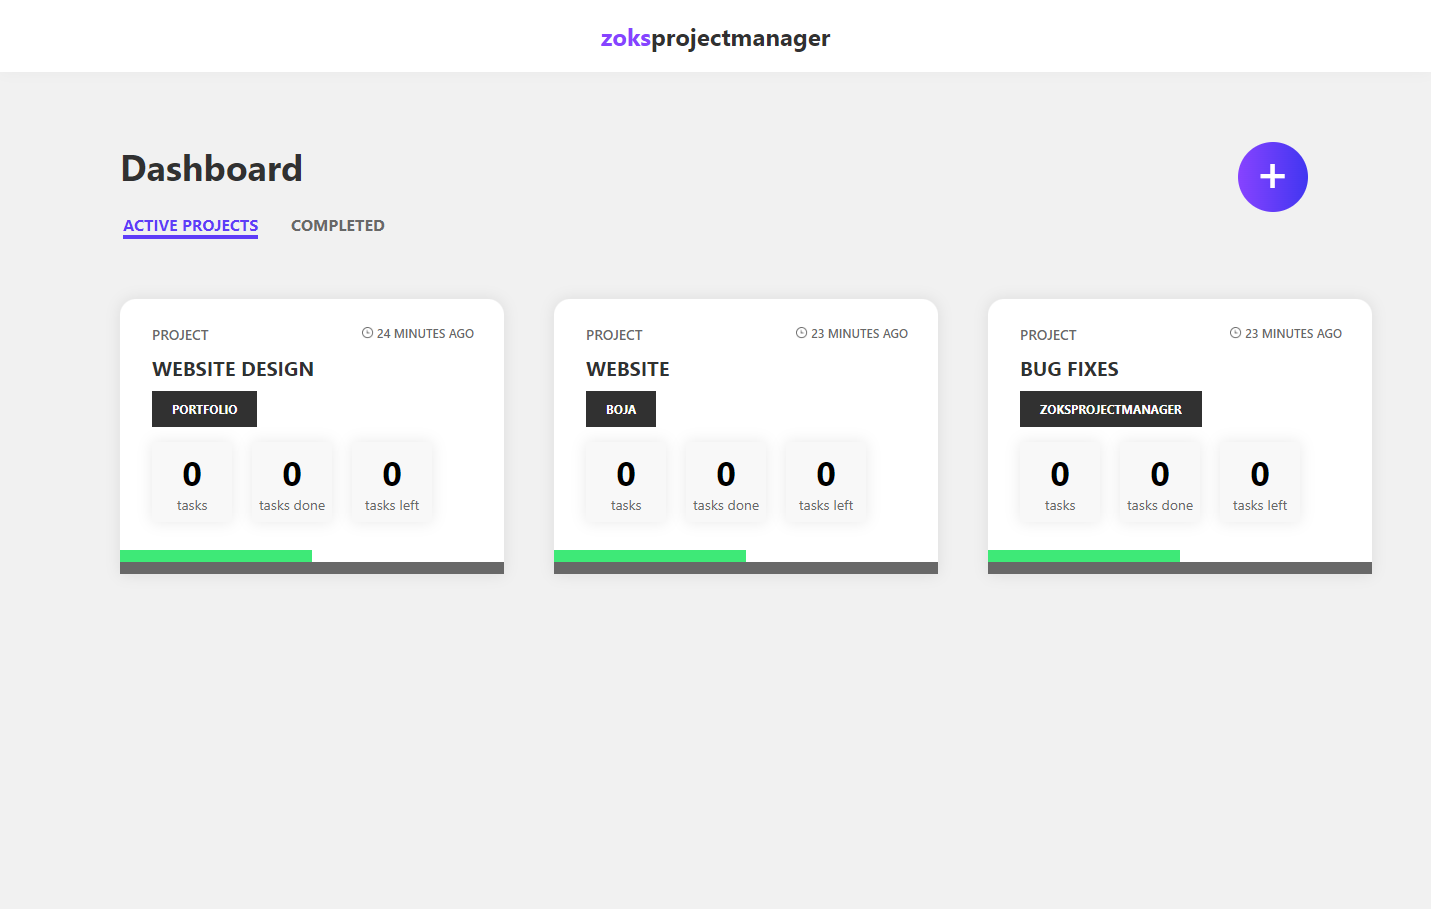 zoksprojectmanager
Dashboard
+
ACTIVE PROJECTS COMPLETED
PROJECT 24 MINUTES AGO
WEBSITE DESIGN
PORTFOLIO
0 0 0
tasks tasks done tasks left
PROJECT 23 MINUTES AGO
WEBSITE
BOJA
0 0 0
tasks tasks done tasks left
PROJECT 23 MINUTES AGO
BUG FIXES
ZOKSPROJECTMANAGER
0 0 0
tasks tasks done tasks left